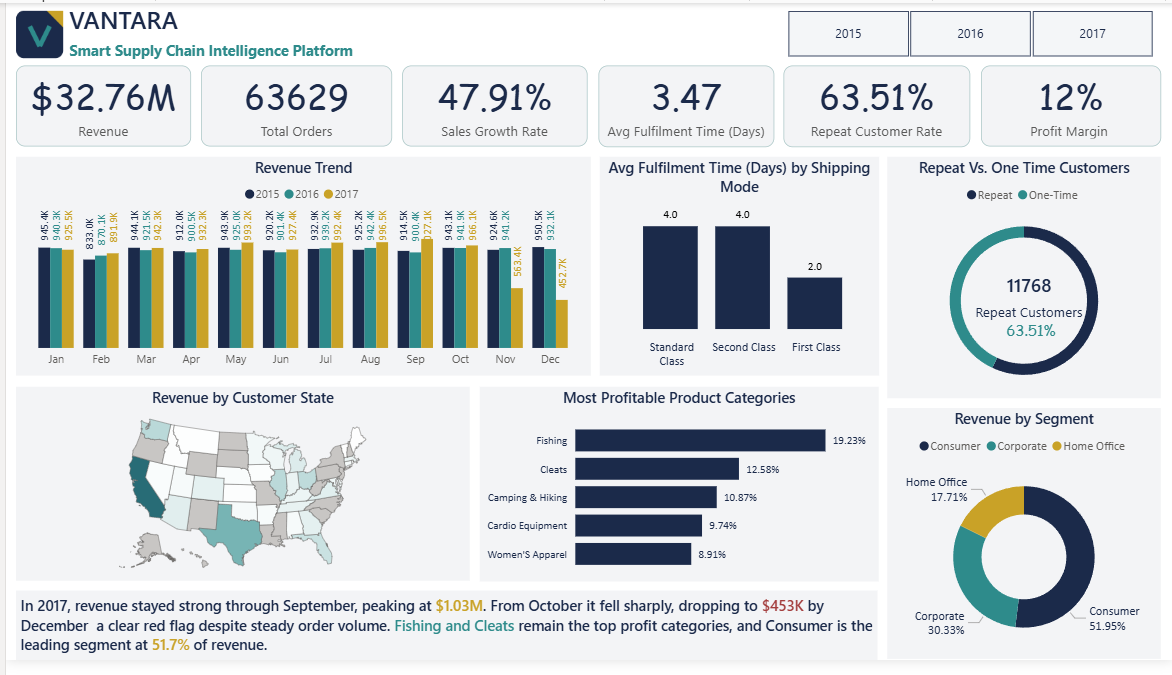 VANTARA
Smart Supply Chain Intelligence Platform
2015
2016
2017
$32.76M
Revenue
63629
Total Orders
47.91%
Sales Growth Rate
3.47
Avg Fulfilment Time (Days)
63.51%
Repeat Customer Rate
12%
Profit Margin
Revenue Trend
2015 2016 2017
945.4K 940.3K 925.5K
833.0K 870.1K 891.9K
944.1K 921.5K 942.3K
912.0K 900.5K 932.3K
943.9K 925.0K 993.2K
920.2K 901.4K 927.4K
932.9K 939.2K 992.4K
925.2K 942.4K 996.5K
914.5K 900.4K
943.1K 941.9K 966.1K
924.6K 941.2K 563.4K
950.5K 932.1K 452.7K
Jan Feb Mar Apr May Jun Jul Aug Sep Oct Nov Dec
Avg Fulfilment Time (Days) by Shipping
Mode
4.0 4.0 2.0
Standard
Class
Second Class
First Class
Repeat Vs. One Time Customers
Repeat One-Time
11768
Repeat Customers
63.51%
Revenue by Customer State
Most Profitable Product Categories
Fishing 19.23%
Cleats 12.58%
Camping & Hiking 10.87%
Cardio Equipment 9.74%
Women'S Apparel 8.91%
Revenue by Segment
Consumer Corporate Home Office
Home Office
17.71%
Corporate
30.33%
Consumer
51.95%
In 2017, revenue stayed strong through September, peaking at $1.03M. From October it fell sharply, dropping to $453K by
December a clear red flag despite steady order volume. Fishing and Cleats remain the top profit categories, and Consumer is the
leading segment at 51.7% of revenue.